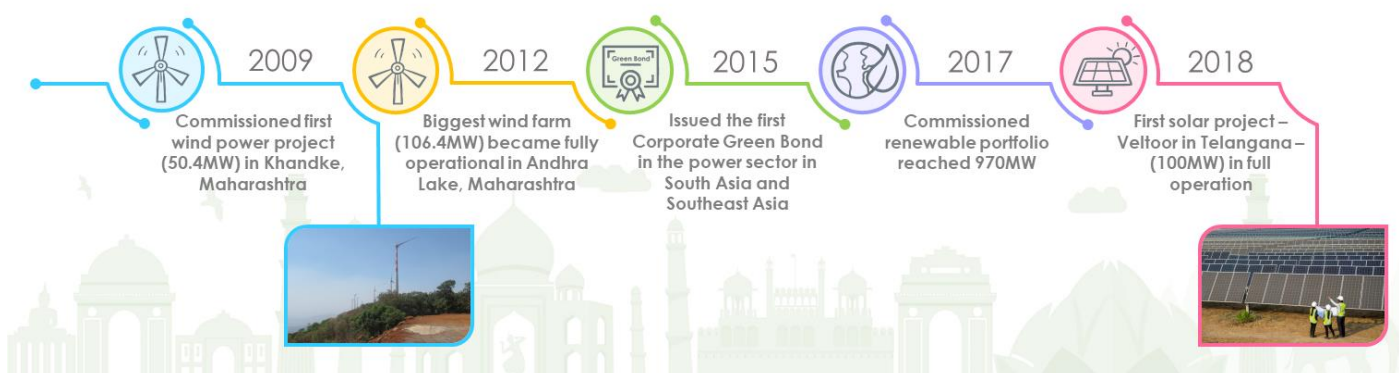 2009
Commissioned first
wind power project
(50.4MW) in Khandke,
Maharashtra
2012
Biggest wind farm
(106.4MW) became fully
operational in Andhra
Lake, Maharashtra
Green Bond
2015
Issued the first
Corporate Green Bond
in the power sector in
South Asia and
Southeast Asia
2017
Commissioned
renewable portfolio
reached 970MW
2018
First solar project –
Veltoor in Telangana –
(100MW) in full
operation